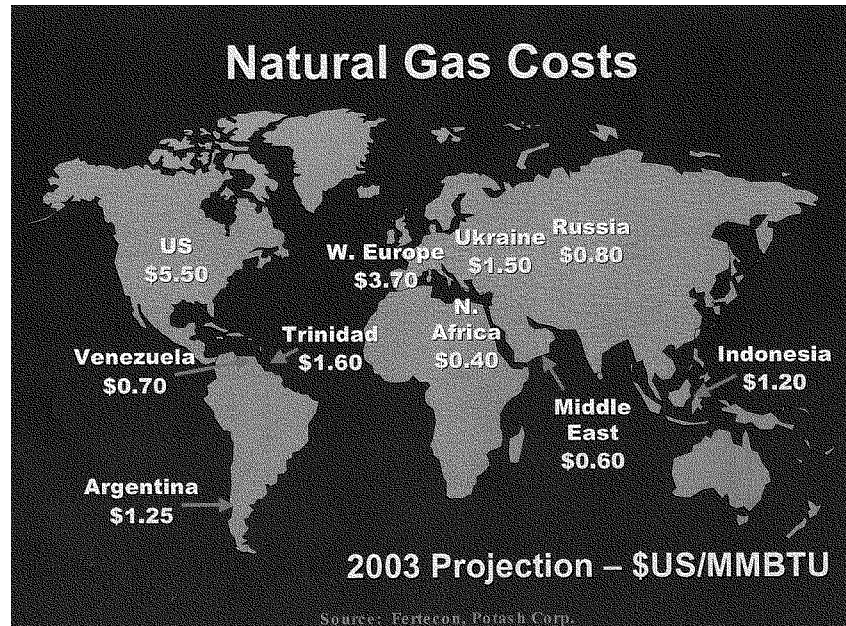 Natural Gas Costs
US
$5.50
W. Europe
$3.70
Ukraine
$1.50
Russia
$0.80
N.
Africa
$0.40
Trinidad
$1.60
Venezuela
$0.70
Indonesia
$1.20
Middle
East
$0.60
Argentina
$1.25
2003 Projection – $US/MMBTU
Source: Fertecon, Potash Corp.